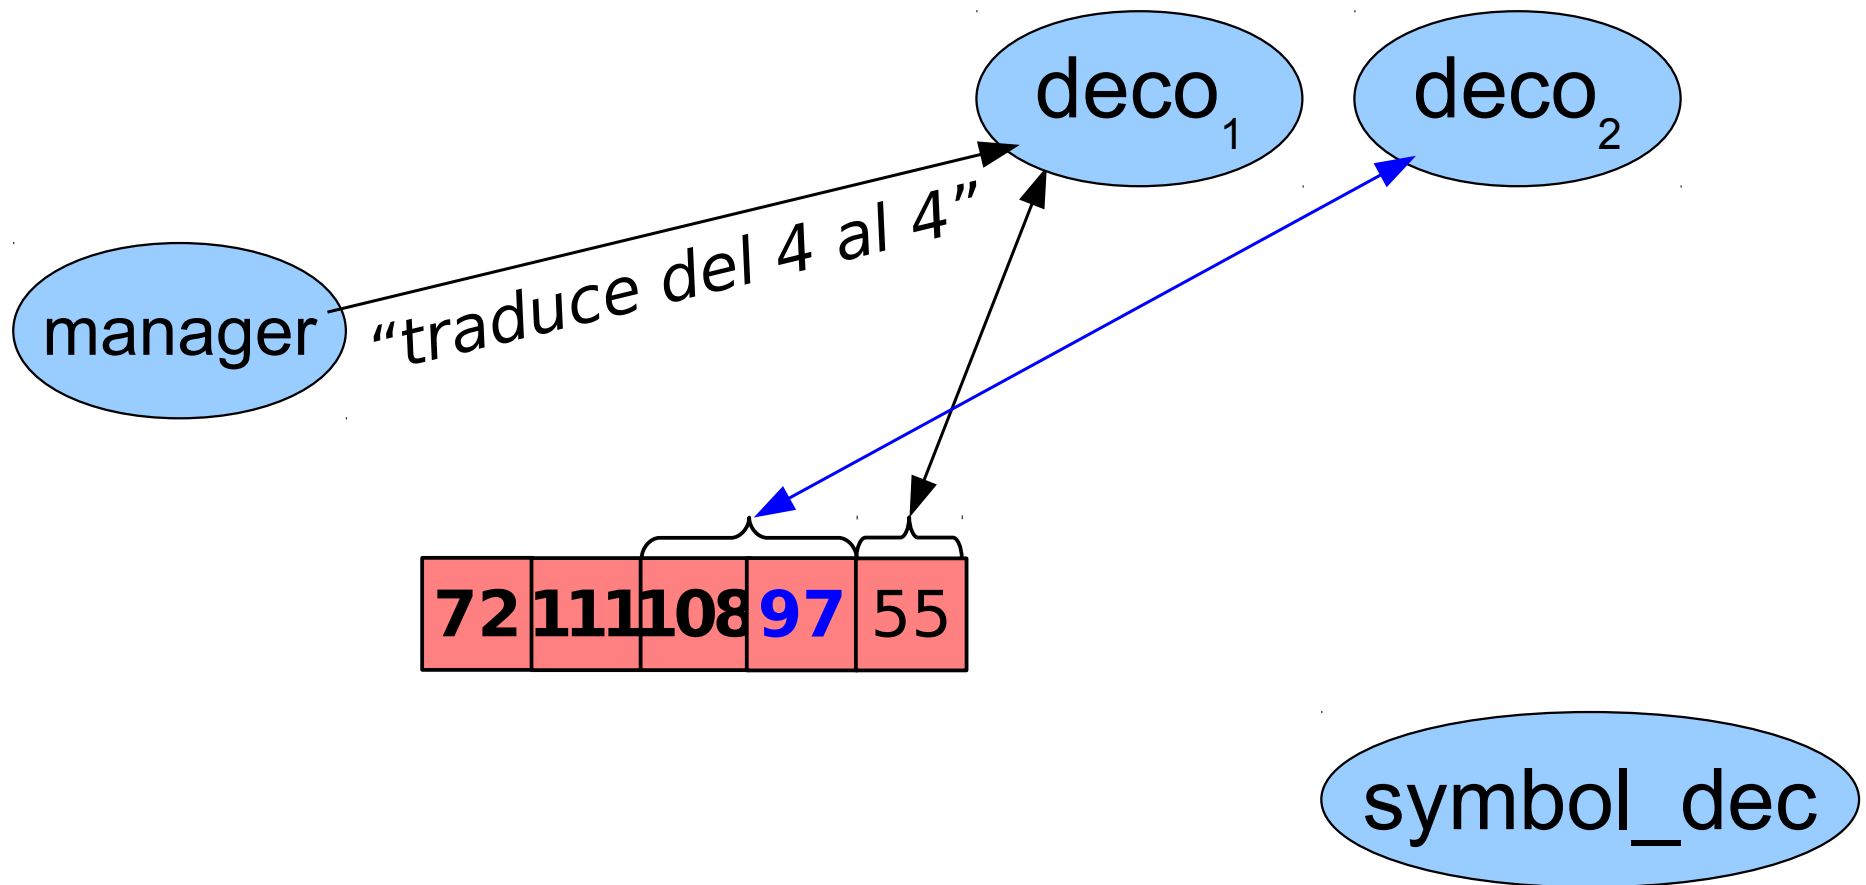 deco1
deco2
manager
“traduce del 4 al 4”
72 111 108 97 55
symbol_dec